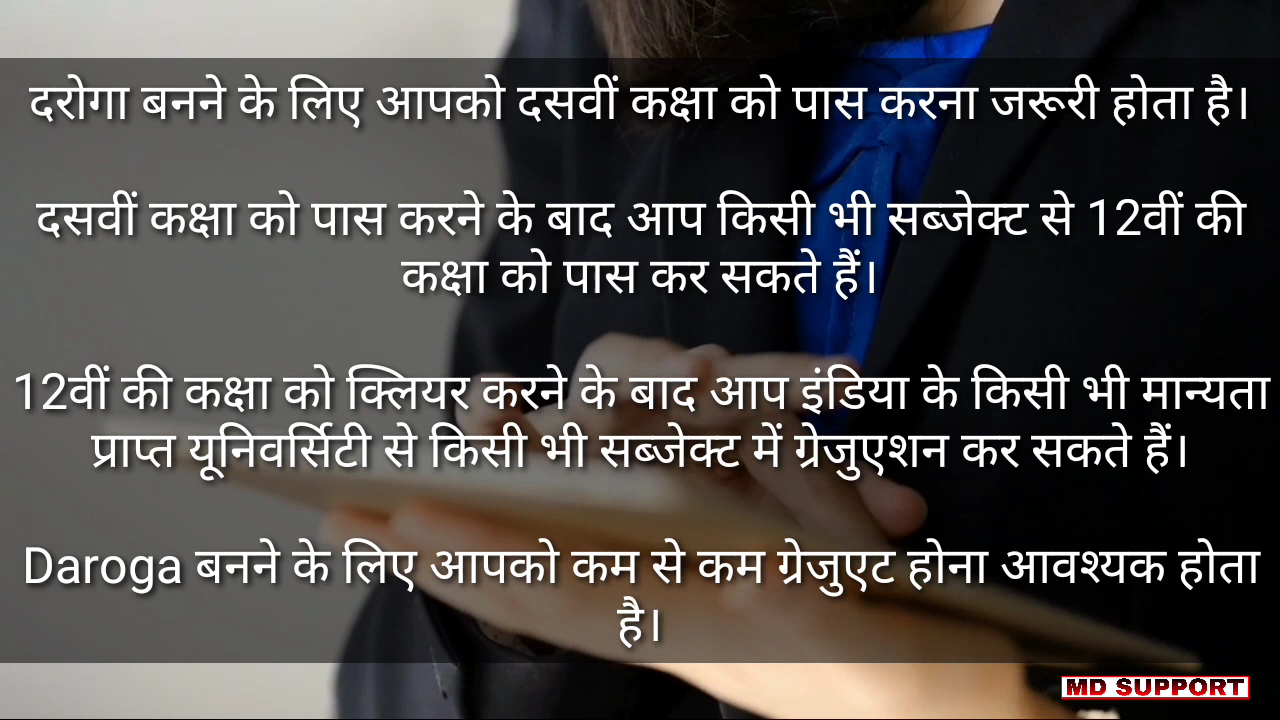 दरोगा बनने के लिए आपको दसवीं कक्षा को पास करना जरूरी होता है।
दसवीं कक्षा को पास करने के बाद आप किसी भी सब्जेक्ट से 12वीं की
कक्षा को पास कर सकते हैं।
12वीं की कक्षा को क्लियर करने के बाद आप इंडिया के किसी भी मान्यता
प्राप्त यूनिवर्सिटी से किसी भी सब्जेक्ट में ग्रेजुएशन कर सकते हैं।
Daroga बनने के लिए आपको कम से कम ग्रेजुएट होना आवश्यक होता
है।
MD SUPPORT